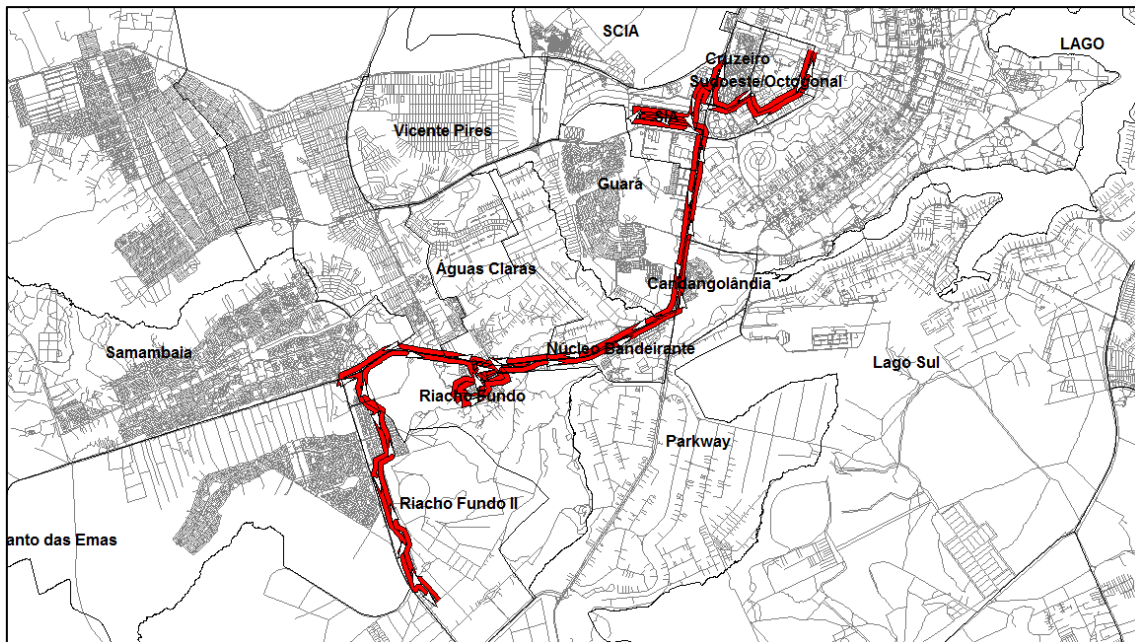 SCIA
LAGO
Cruzeiro
Sudoeste/Octogonal
SIA
Vicente Pires
Guará
Águas Claras
Candangolândia
Núcleo Bandeirante
Samambaia
Lago Sul
Riacho Fundo
Parkway
Riacho Fundo II
anto das Emas